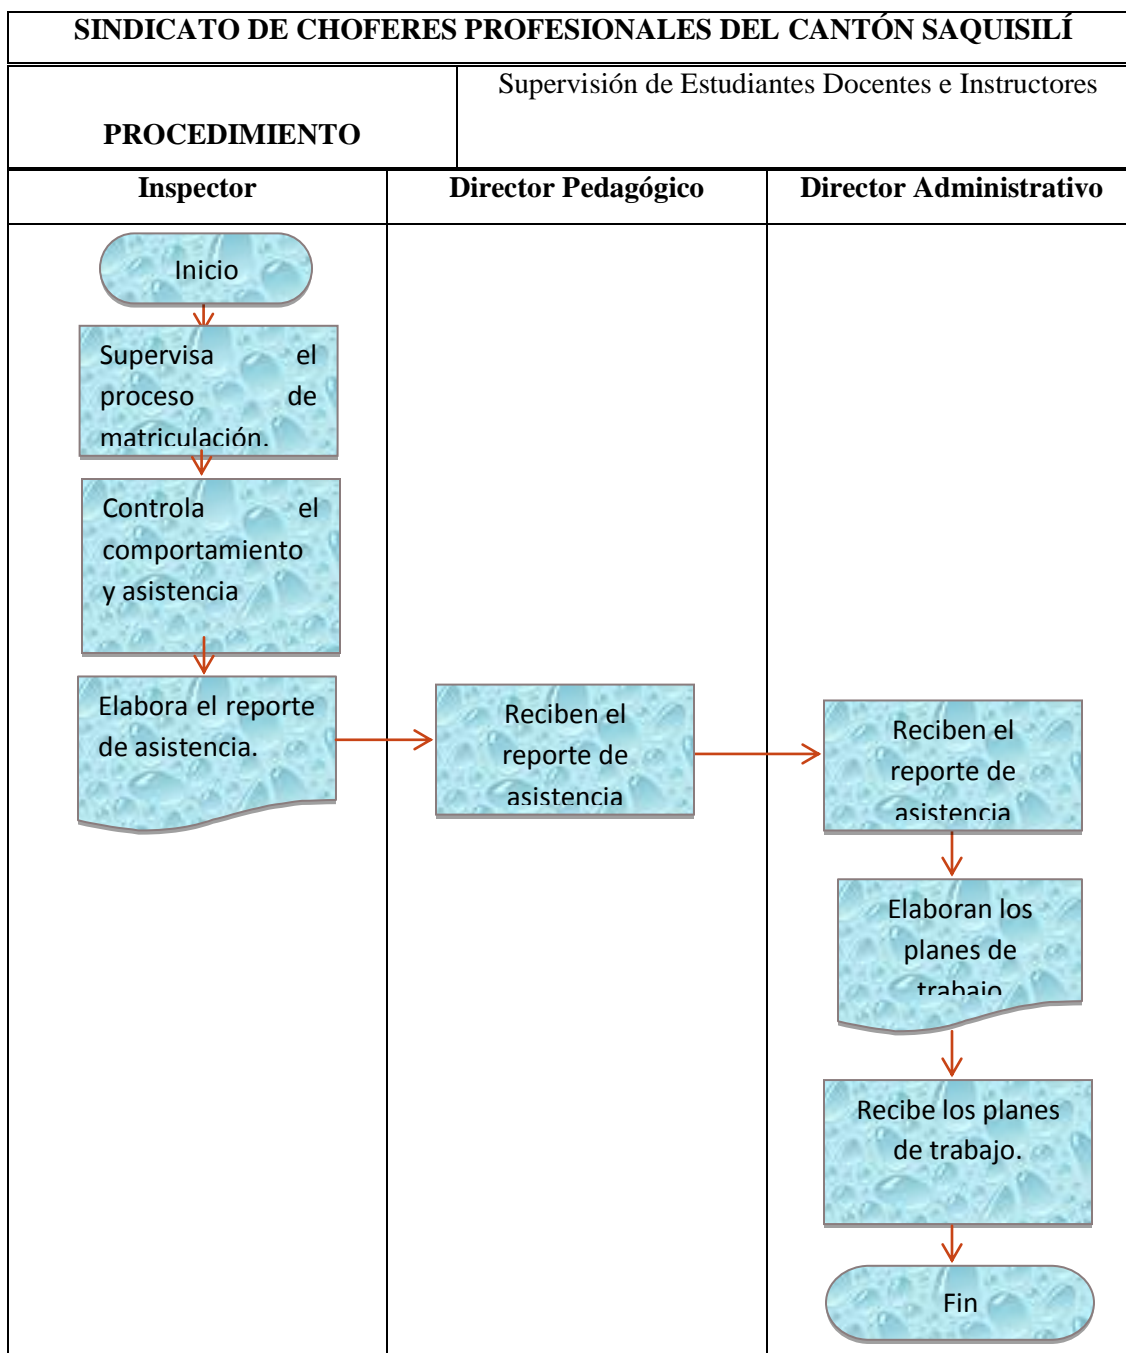 SINDICATO DE CHOFERES PROFESIONALES DEL CANTÓN SAQUISILÍ
PROCEDIMIENTO
Supervisión de Estudiantes Docentes e Instructores
Inspector
Director Pedagógico
Director Administrativo
Inicio
Supervisa el
proceso de
matriculación.
Controla el
comportamiento
y asistencia
Elabora el reporte
de asistencia.
Reciben el
reporte de
asistencia
Reciben el
reporte de
asistencia
Elaboran los
planes de
trabajo
Recibe los planes
de trabajo.
Fin